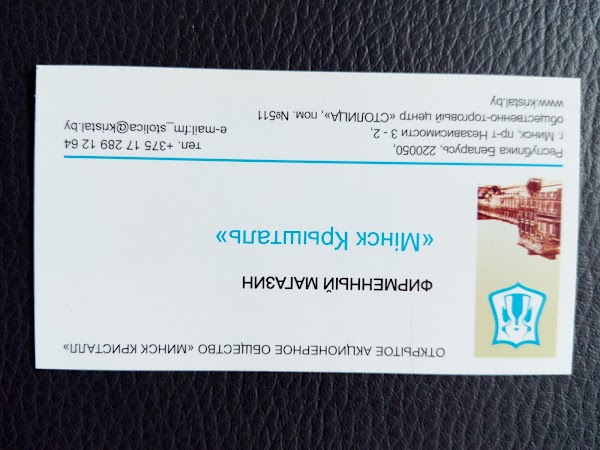 ОТКРЫТОЕ АКЦИОНЕРНОЕ ОБЩЕСТВО «МИНСК КРИСТАЛЛ»
ФИРМЕННЫЙ МАГАЗИН
«Мiнск Крышталь»
Республика Беларусь, 220050,
г. Минск, пр-т Независимости 3 - 2,
общественно-торговый центр «СТОЛИЦА», пом. №511
www.kristal.by
тел. +375 17 289 12 64
e-mail:fm_stolica@kristal.by